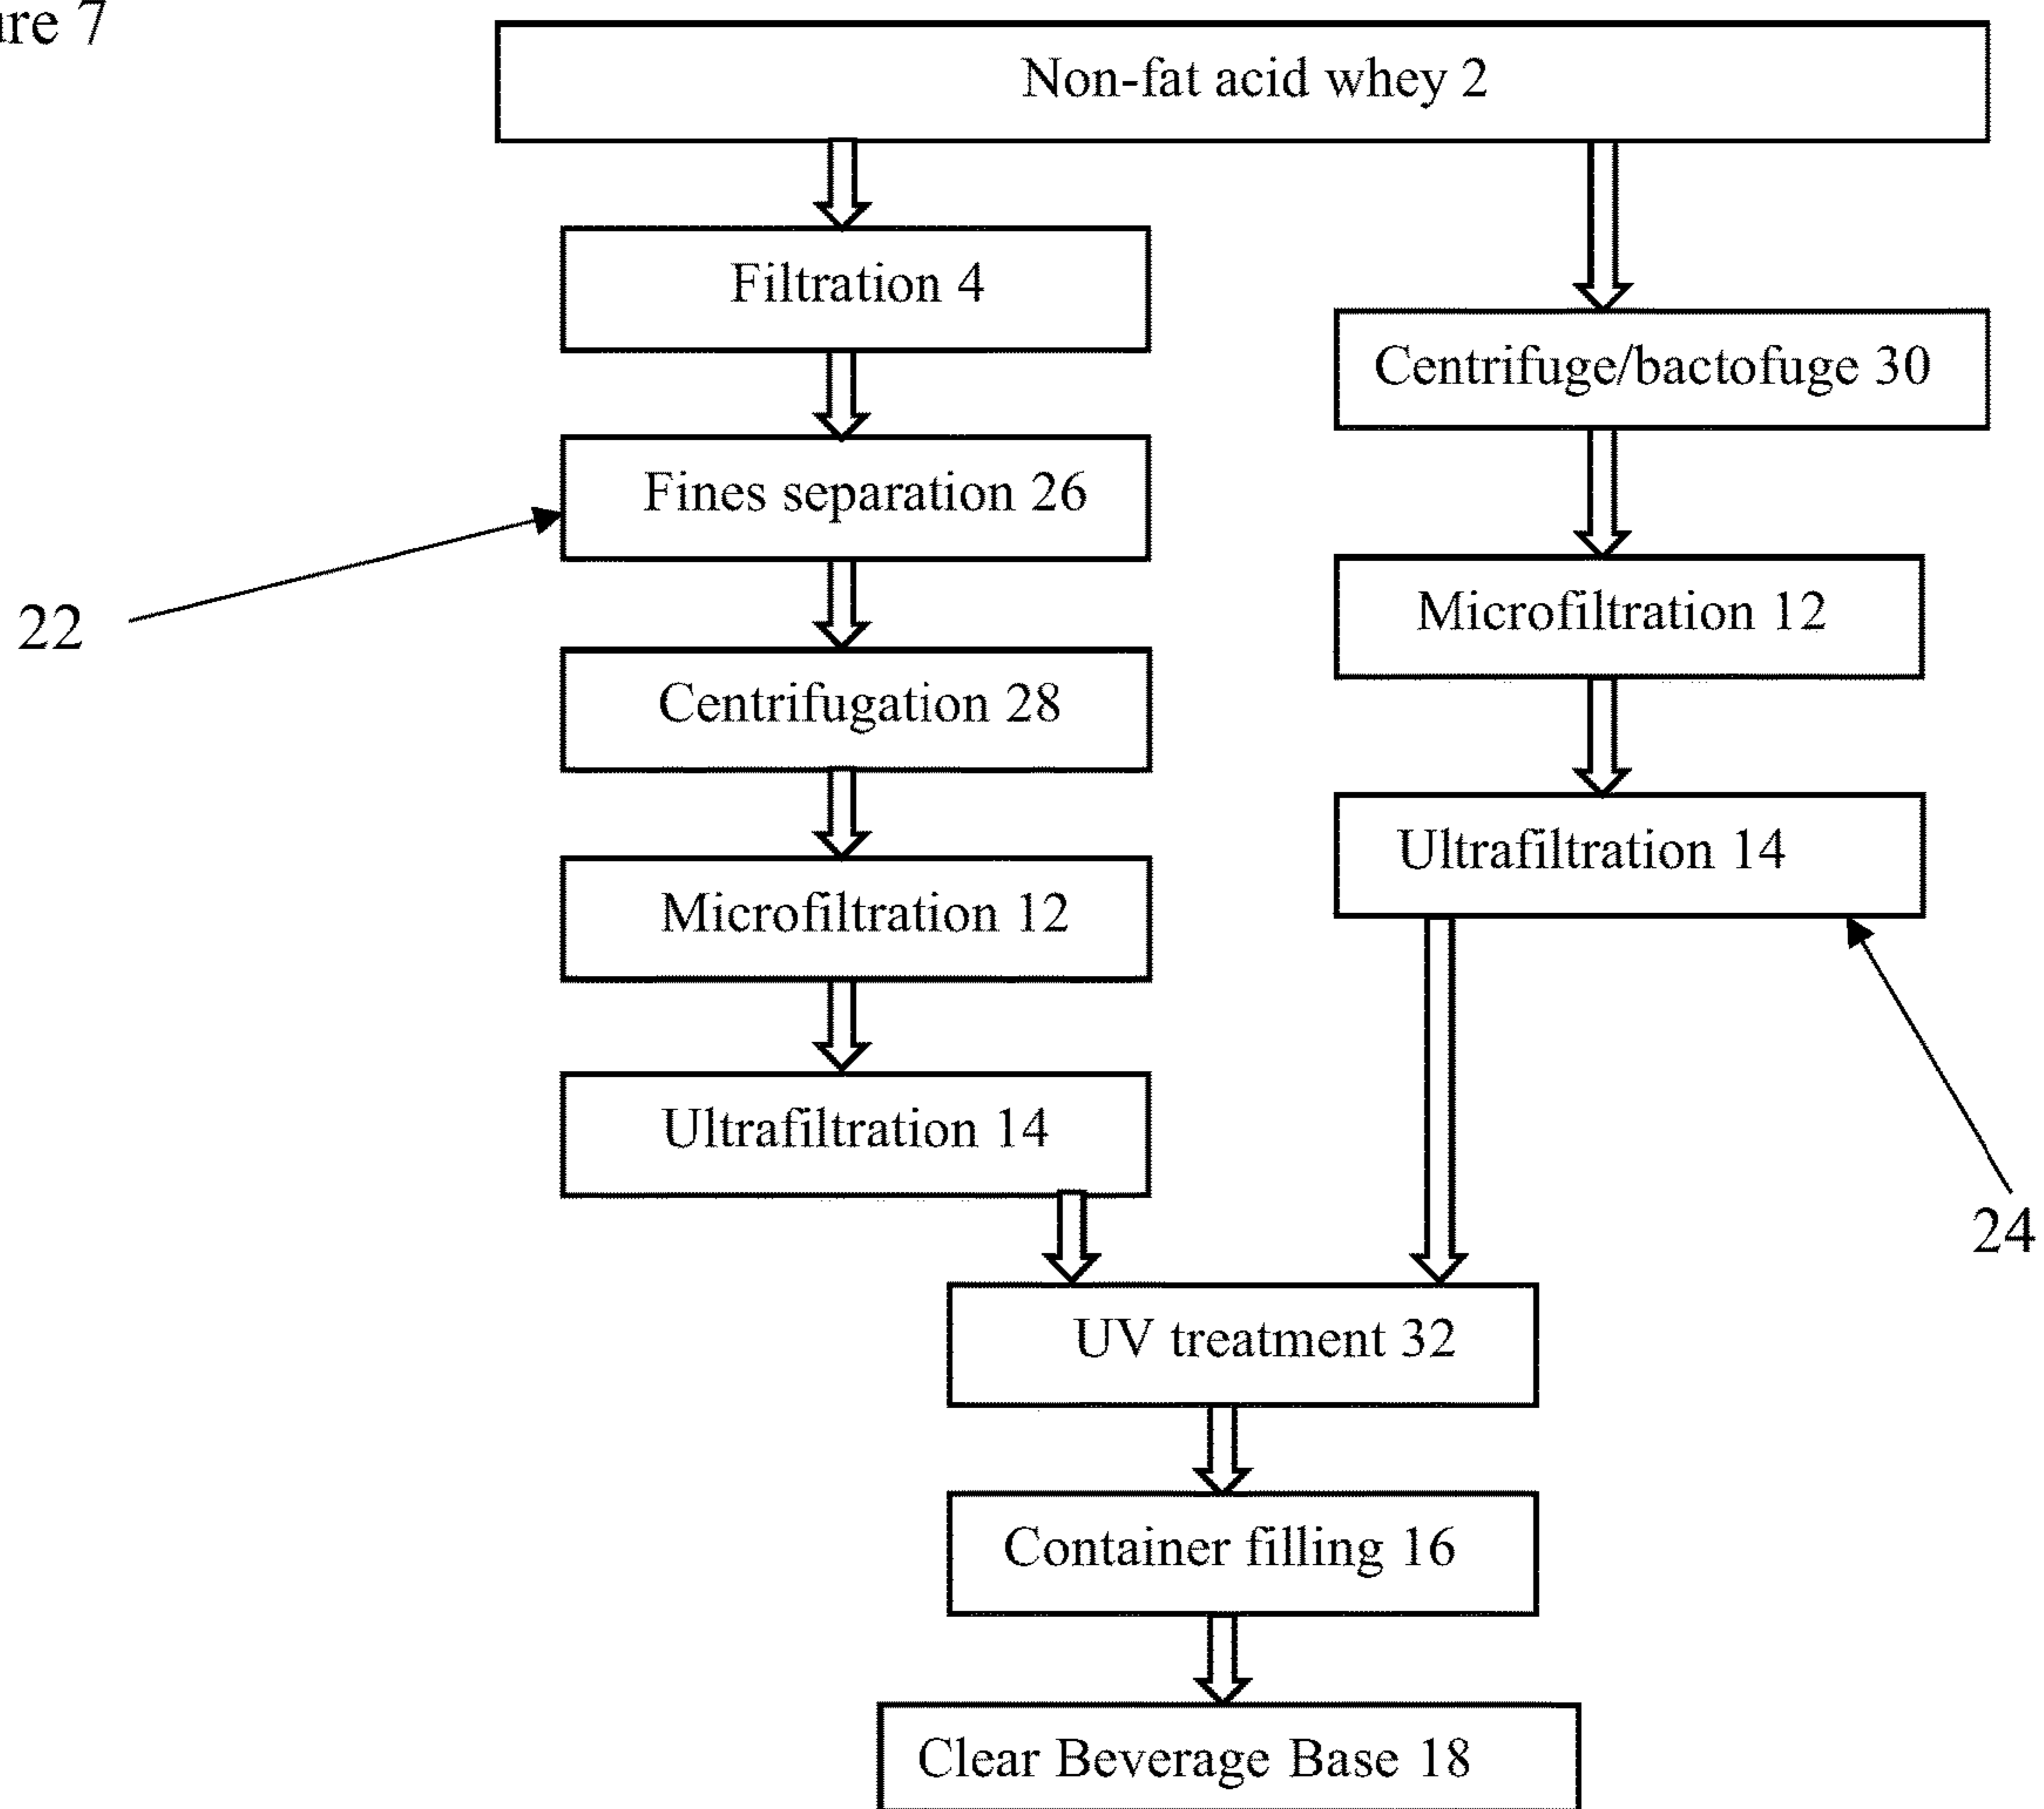 ure 7
Non-fat acid whey 2
Filtration 4
Centrifuge/bactofuge 30
Fines separation 26
22
Microfiltration 12
Centrifugation 28
Ultrafiltration 14
Microfiltration 12
Ultrafiltration 14
24
UV treatment 32
Container filling 16
Clear Beverage Base 18